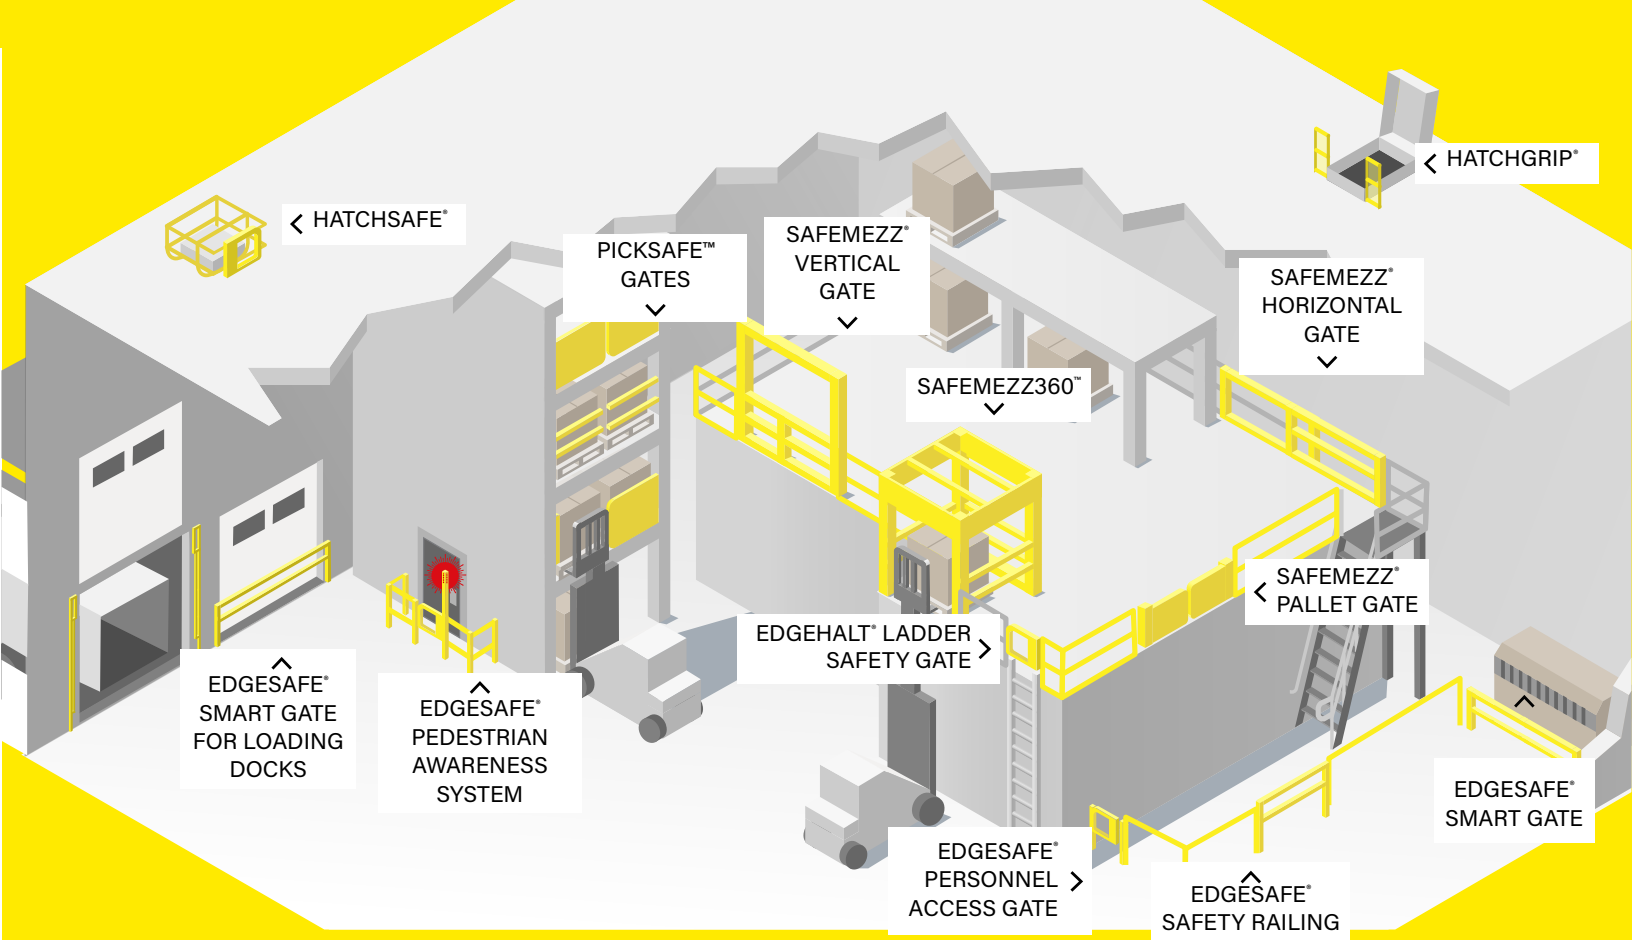 HATCHGRIP®
HATCHSAFE®
PICKSAFE™
GATES
SAFEMEZZ®
VERTICAL
GATE
SAFEMEZZ®
HORIZONTAL
GATE
SAFEMEZZ360™
SAFEMEZZ®
PALLET GATE
EDGEHALT® LADDER
SAFETY GATE
EDGESAFE®
SMART GATE
FOR LOADING
DOCKS
EDGESAFE®
PEDESTRIAN
AWARENESS
SYSTEM
EDGESAFE®
SMART GATE
EDGESAFE®
PERSONNEL
ACCESS GATE
EDGESAFE®
SAFETY RAILING